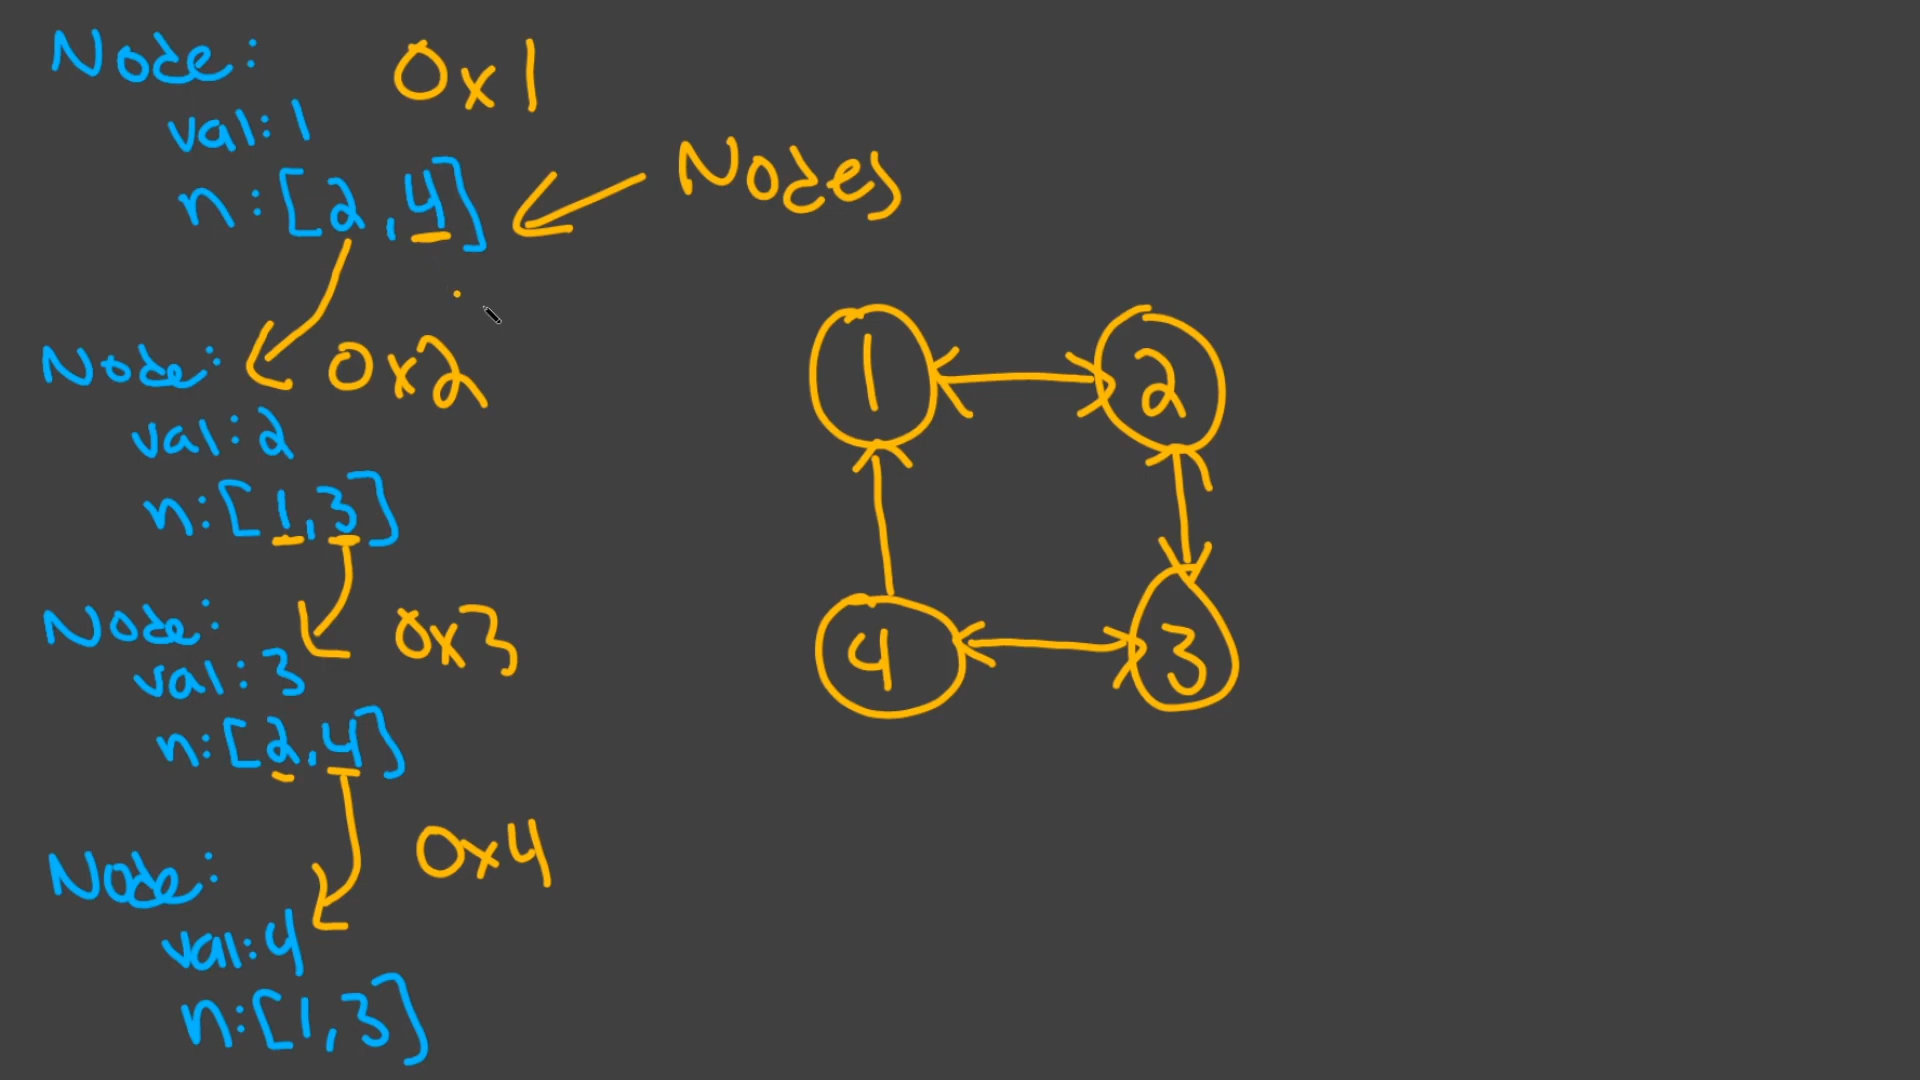 Node: 0x1
val: 1
n: [2, 4] Nodes
Node: 0x2
val: 2
n: [1, 3]
Node: 0x3
val: 3
n: [2, 4]
Node: 0x4
val: 4
n: [1, 3]
1 2
4 3